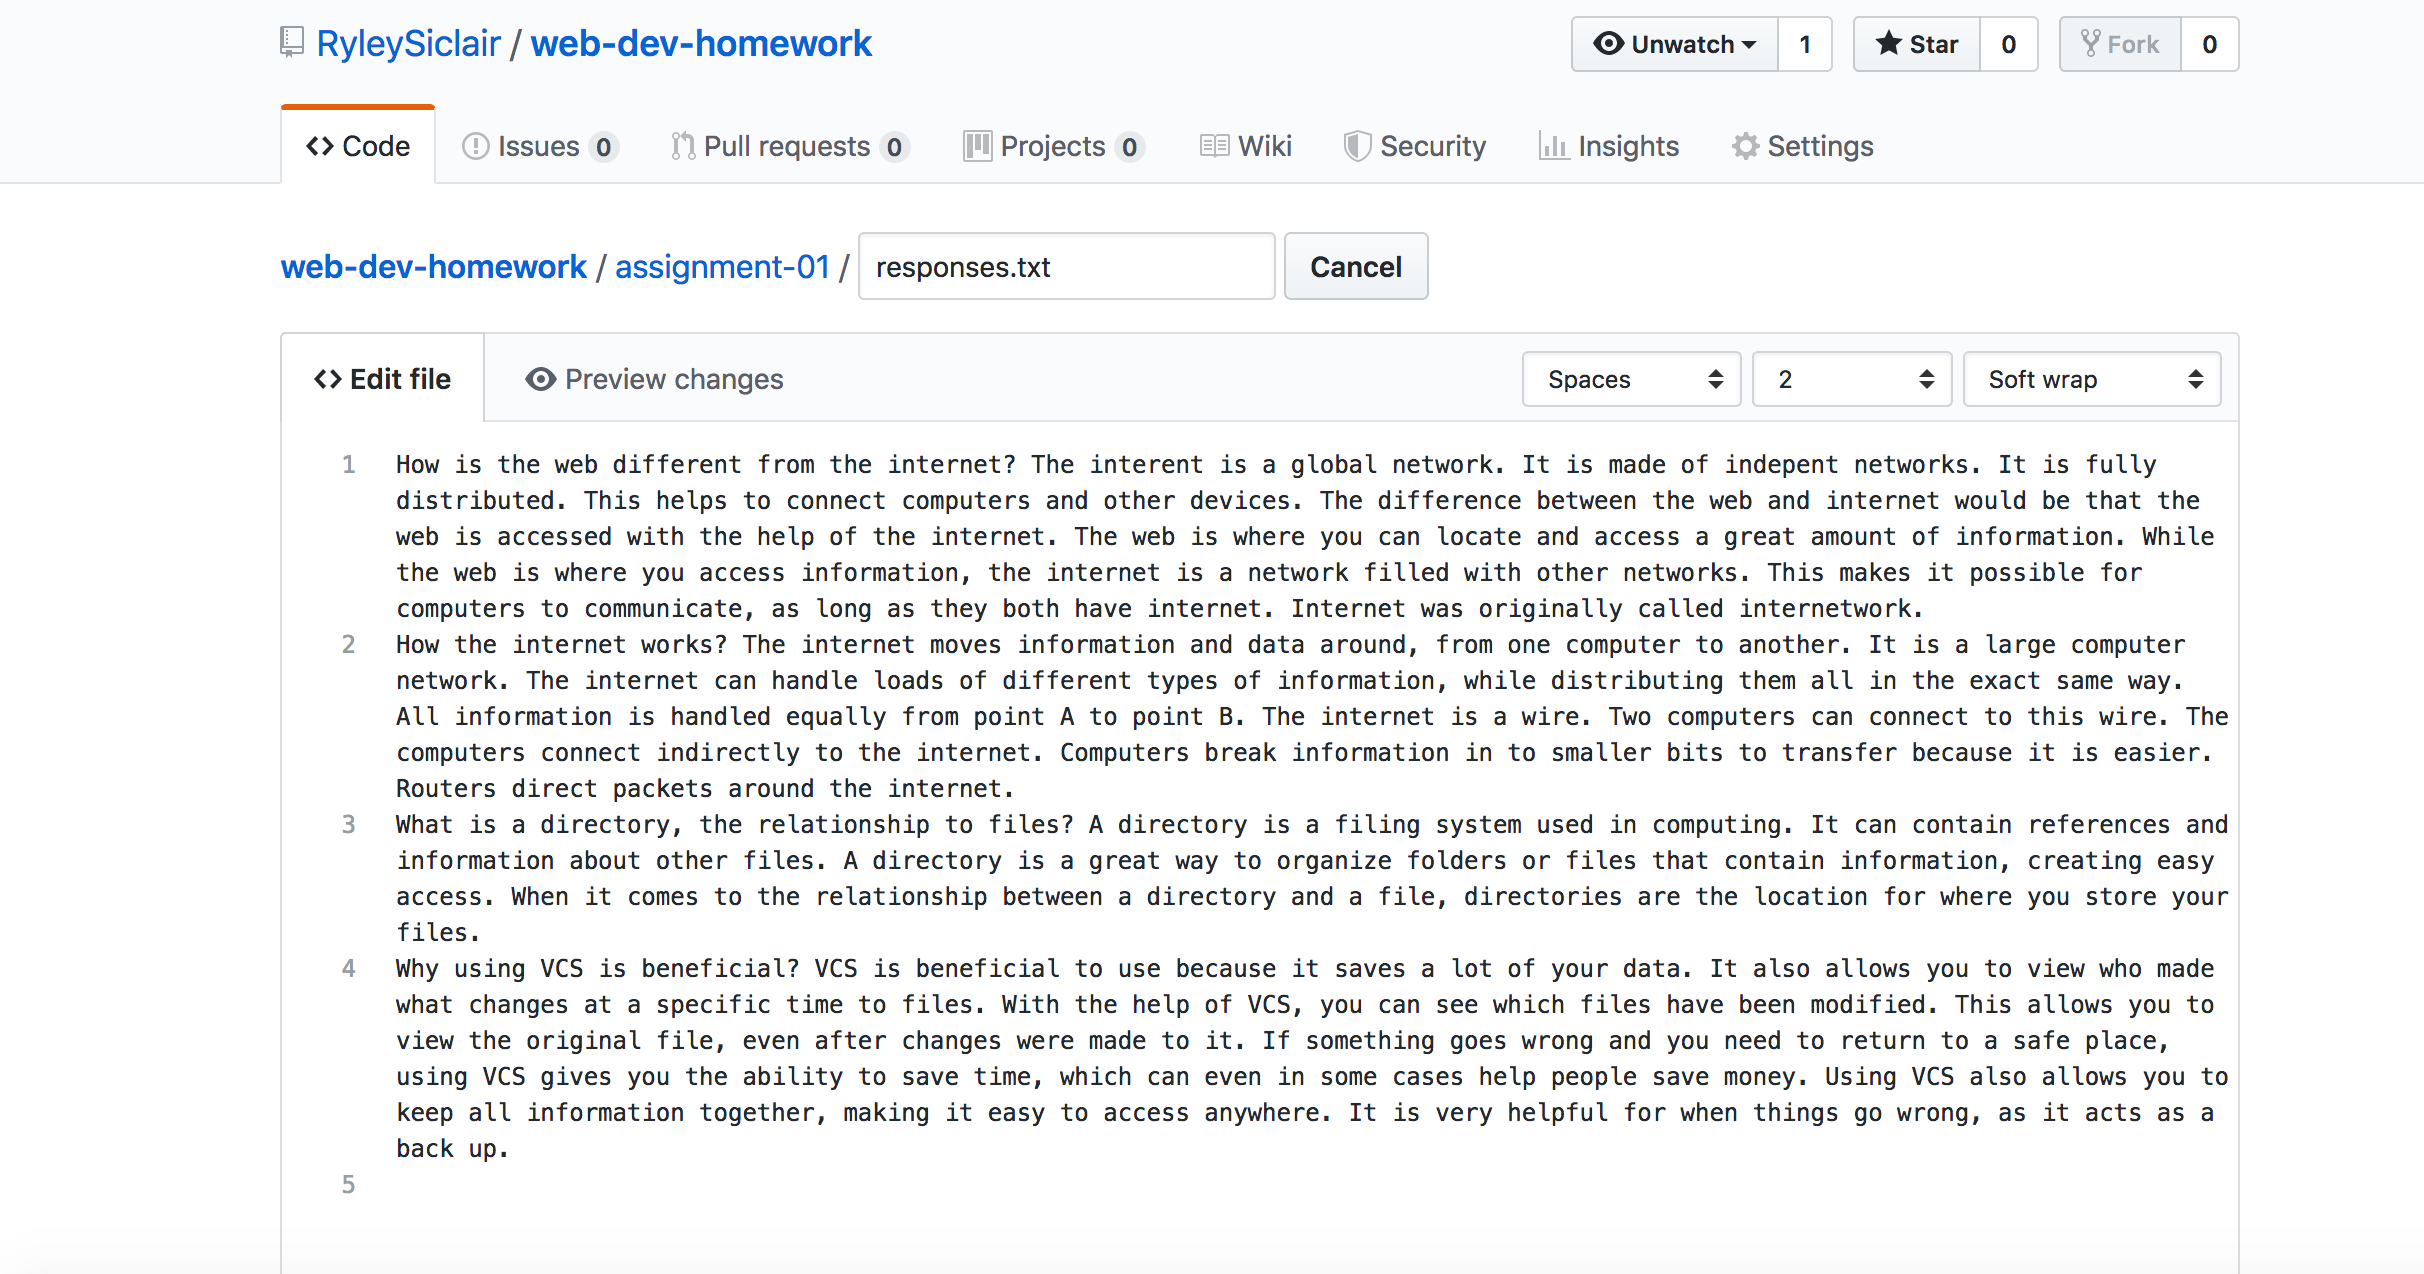 RyleySiclair / web-dev-homework
Unwatch 1
Star 0
Fork 0
Code
Issues 0
Pull requests 0
Projects 0
Wiki
Security
Insights
Settings
web-dev-homework / assignment-01 / responses.txt
Cancel
Edit file
Preview changes
Spaces
2
Soft wrap
1 How is the web different from the internet? The interent is a global network. It is made of indepent networks. It is fully
distributed. This helps to connect computers and other devices. The difference between the web and internet would be that the
web is accessed with the help of the internet. The web is where you can locate and access a great amount of information. While
the web is where you access information, the internet is a network filled with other networks. This makes it possible for
computers to communicate, as long as they both have internet. Internet was originally called internetwork.
2 How the internet works? The internet moves information and data around, from one computer to another. It is a large computer
network. The internet can handle loads of different types of information, while distributing them all in the exact same way.
All information is handled equally from point A to point B. The internet is a wire. Two computers can connect to this wire. The
computers connect indirectly to the internet. Computers break information in to smaller bits to transfer because it is easier.
Routers direct packets around the internet.
3 What is a directory, the relationship to files? A directory is a filing system used in computing. It can contain references and
information about other files. A directory is a great way to organize folders or files that contain information, creating easy
access. When it comes to the relationship between a directory and a file, directories are the location for where you store your
files.
4 Why using VCS is beneficial? VCS is beneficial to use because it saves a lot of your data. It also allows you to view who made
what changes at a specific time to files. With the help of VCS, you can see which files have been modified. This allows you to
view the original file, even after changes were made to it. If something goes wrong and you need to return to a safe place,
using VCS gives you the ability to save time, which can even in some cases help people save money. Using VCS also allows you to
keep all information together, making it easy to access anywhere. It is very helpful for when things go wrong, as it acts as a
back up.
5